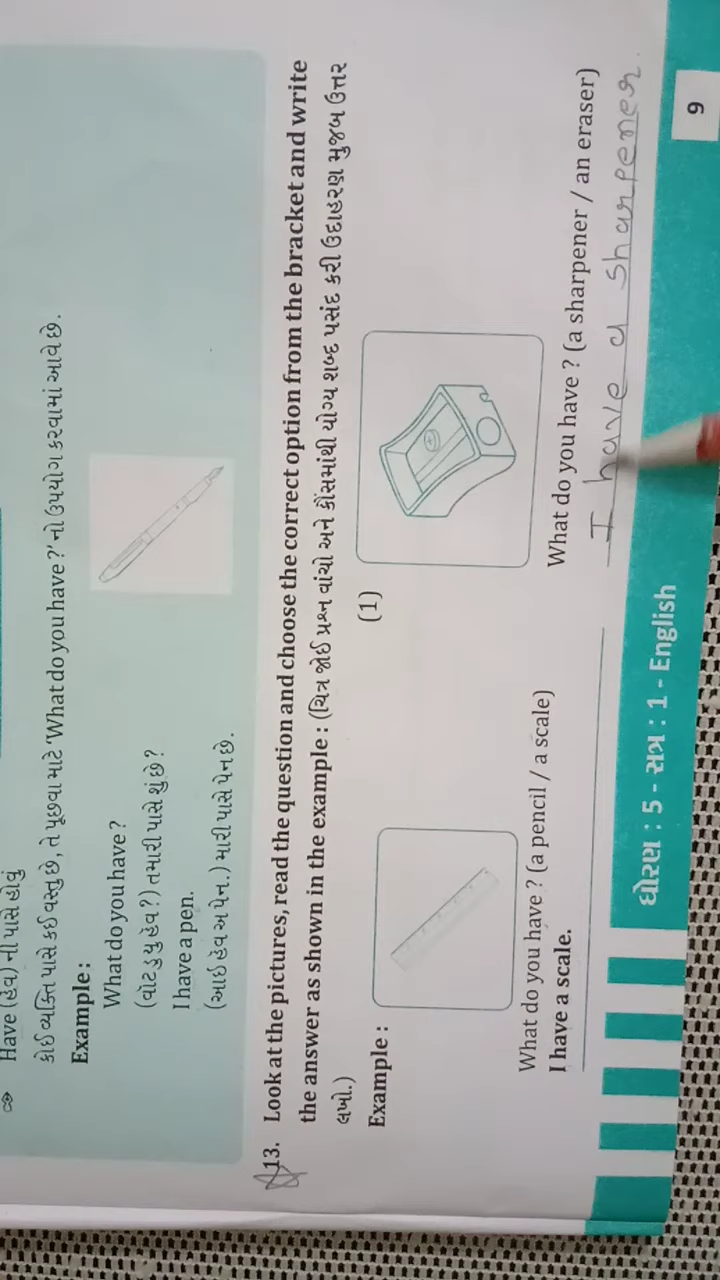 Have (હેવ) ની પાસે હોવું
કોઈ વ્યક્તિ પાસે કઈ વસ્તુ છે, તે પૂછવા માટે 'What do you have ?' નો ઉપયોગ કરવામાં આવે છે.
Example :
What do you have ?
(વોટ ડુ યુ હેવ ?) તમારી પાસે શું છે ?
I have a pen.
(આઈ હેવ અ પેન.) મારી પાસે પેન છે.
13. Look at the pictures, read the question and choose the correct option from the bracket and write
the answer as shown in the example : (ચિત્ર જોઈ પ્રશ્ન વાંચો અને કૌંસમાંથી યોગ્ય શબ્દ પસંદ કરી ઉદાહરણ મુજબ ઉત્તર
લખો.)
Example :
(1)
What do you have ? (a pencil / a scale)
I have a scale.
What do you have ? (a sharpener / an eraser)
I have a sharpener.
ધોરણ : 5 - સત્ર : 1 - English
9